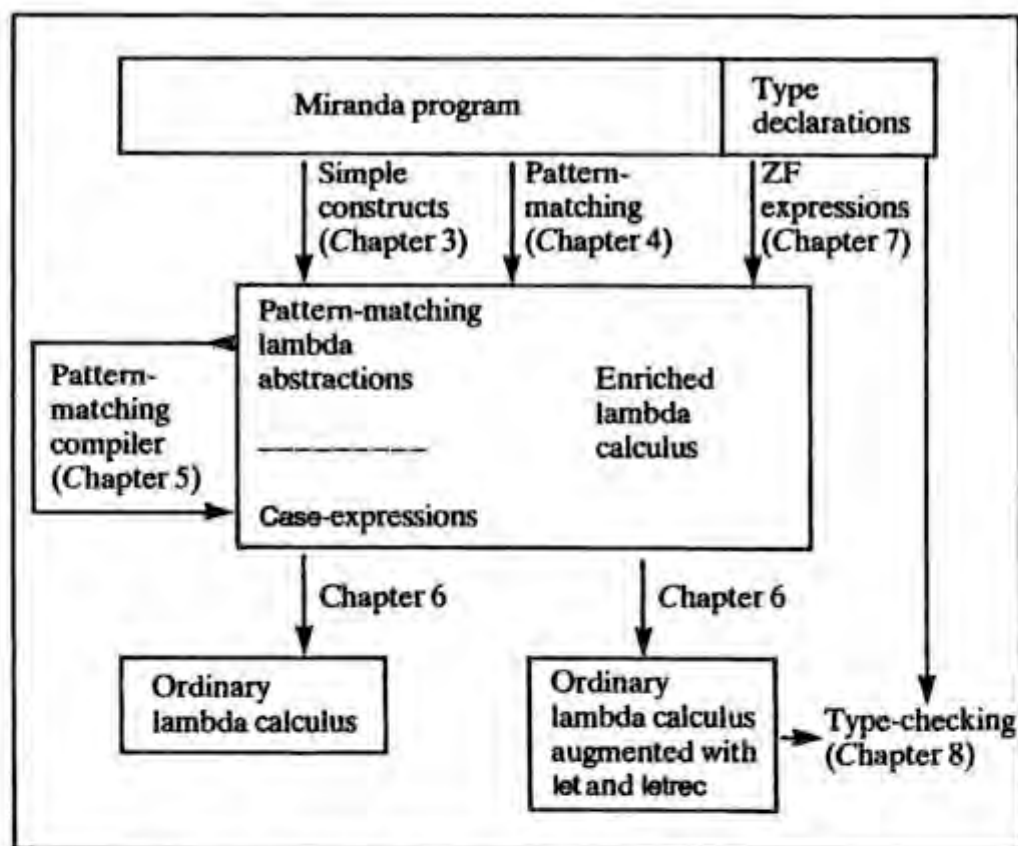 Miranda program
Type
declarations
Simple
constructs
(Chapter 3)
Pattern-
matching
(Chapter 4)
ZF
expressions
(Chapter 7)
Pattern-matching
lambda
abstractions
Enriched
lambda
calculus
Pattern-
matching
compiler
(Chapter 5)
Case-expressions
Chapter 6
Chapter 6
Ordinary
lambda calculus
Ordinary
lambda calculus
augmented with
let and letrec
Type-checking
(Chapter 8)